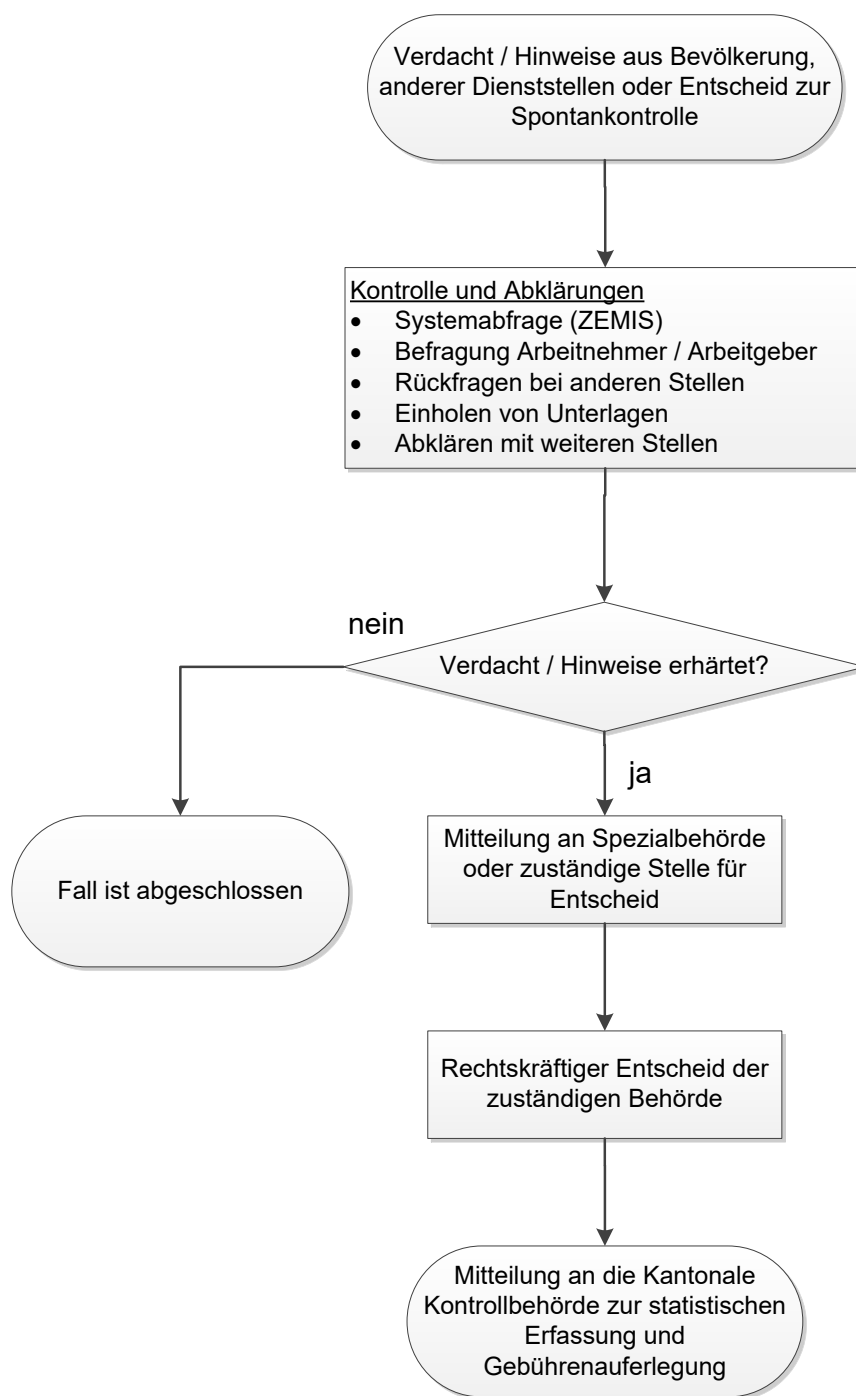 Verdacht / Hinweise aus Bevölkerung,
anderer Dienststellen oder Entscheid zur
Spontankontrolle
Kontrolle und Abklärungen
• Systemabfrage (ZEMIS)
• Befragung Arbeitnehmer / Arbeitgeber
• Rückfragen bei anderen Stellen
• Einholen von Unterlagen
• Abklären mit weiteren Stellen
nein
Verdacht / Hinweise erhärtet?
ja
Mitteilung an Spezialbehörde
oder zuständige Stelle für
Entscheid
Fall ist abgeschlossen
Rechtskräftiger Entscheid der
zuständigen Behörde
Mitteilung an die Kantonale
Kontrollbehörde zur statistischen
Erfassung und
Gebührenauferlegung